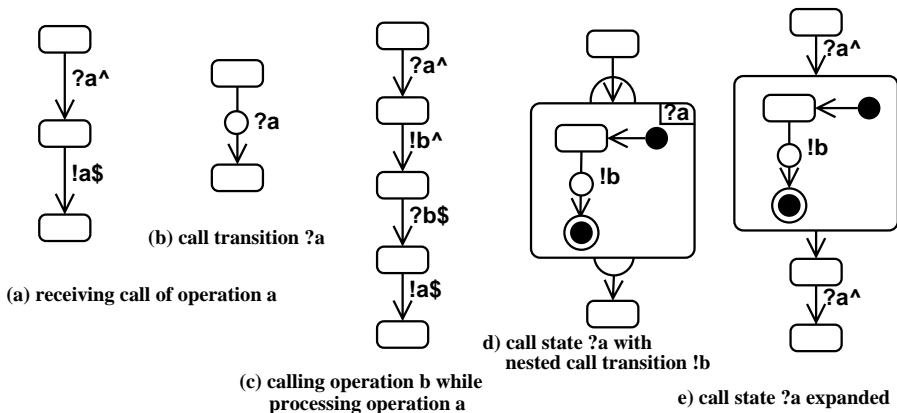 ?a^
!a$
(a) receiving call of operation a
?a
(b) call transition ?a
?a^
!b^
?b$
!a$
(c) calling operation b while
processing operation a
?a
!b
d) call state ?a with
nested call transition !b
?a^
!b
?a^
e) call state ?a expanded